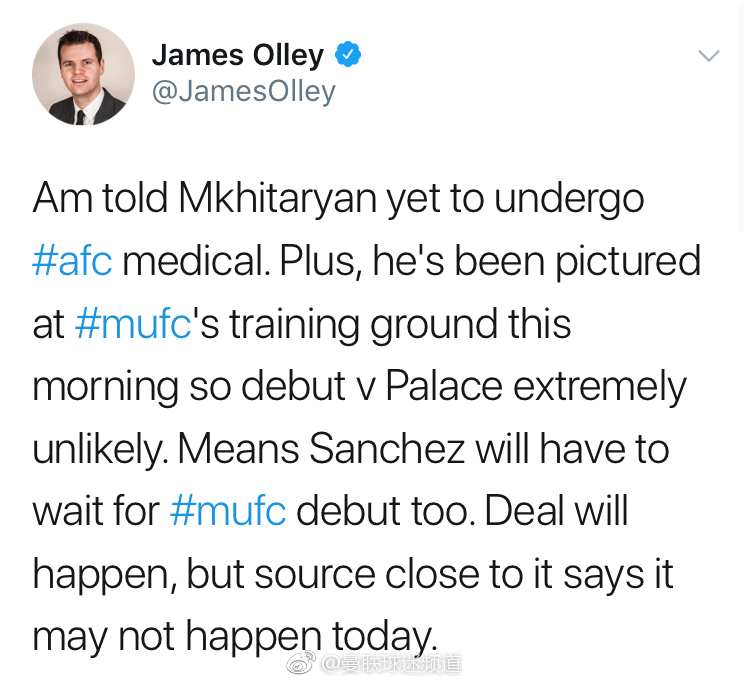 James Olley
@JamesOlley
Am told Mkhitaryan yet to undergo
#afc medical. Plus, he's been pictured
at #mufc's training ground this
morning so debut v Palace extremely
unlikely. Means Sanchez will have to
wait for #mufc debut too. Deal will
happen, but source close to it says it
may not happen today.
@曼联球迷频道